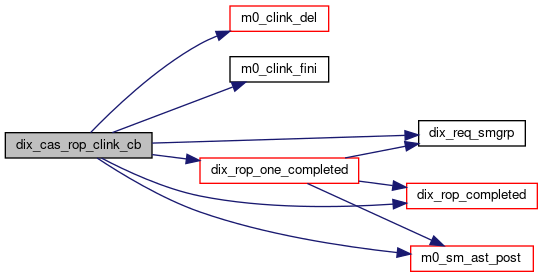 m0_clink_del
m0_clink_fini
dix_cas_rop_clink_cb
dix_req_smgrp
dix_rop_one_completed
dix_rop_completed
m0_sm_ast_post